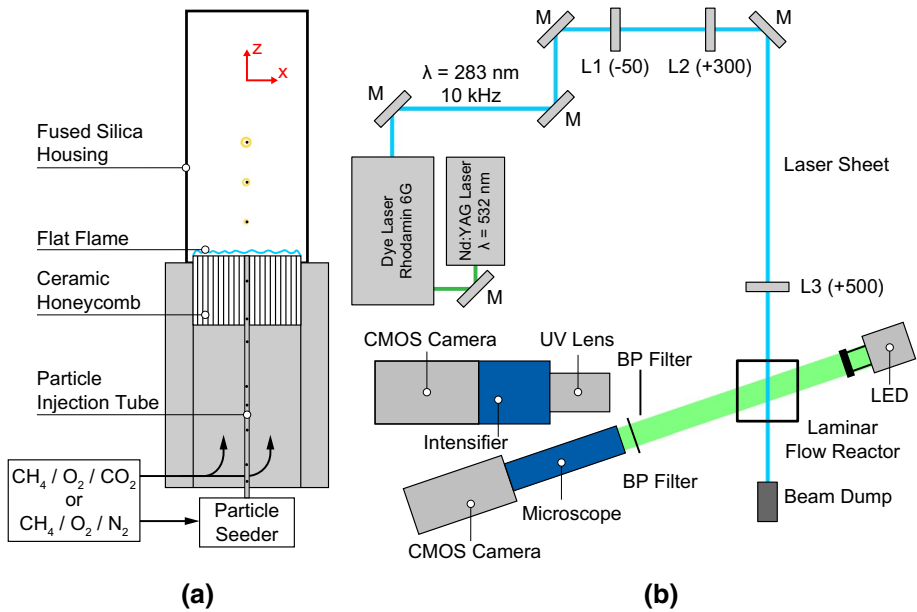 z
x
Fused Silica
Housing
Flat Flame
Ceramic
Honeycomb
Particle
Injection Tube
CH₄ / O₂ / CO₂
or
CH₄ / O₂ / N₂
Particle
Seeder
(a)
M
L1 (-50)
L2 (+300)
M
λ = 283 nm
10 kHz
M
M
Dye Laser
Rhodamin 6G
Nd:YAG Laser
λ = 532 nm
M
Laser Sheet
L3 (+500)
CMOS Camera
UV Lens
BP Filter
Intensifier
LED
Laminar
Flow Reactor
BP Filter
Microscope
Beam Dump
CMOS Camera
(b)